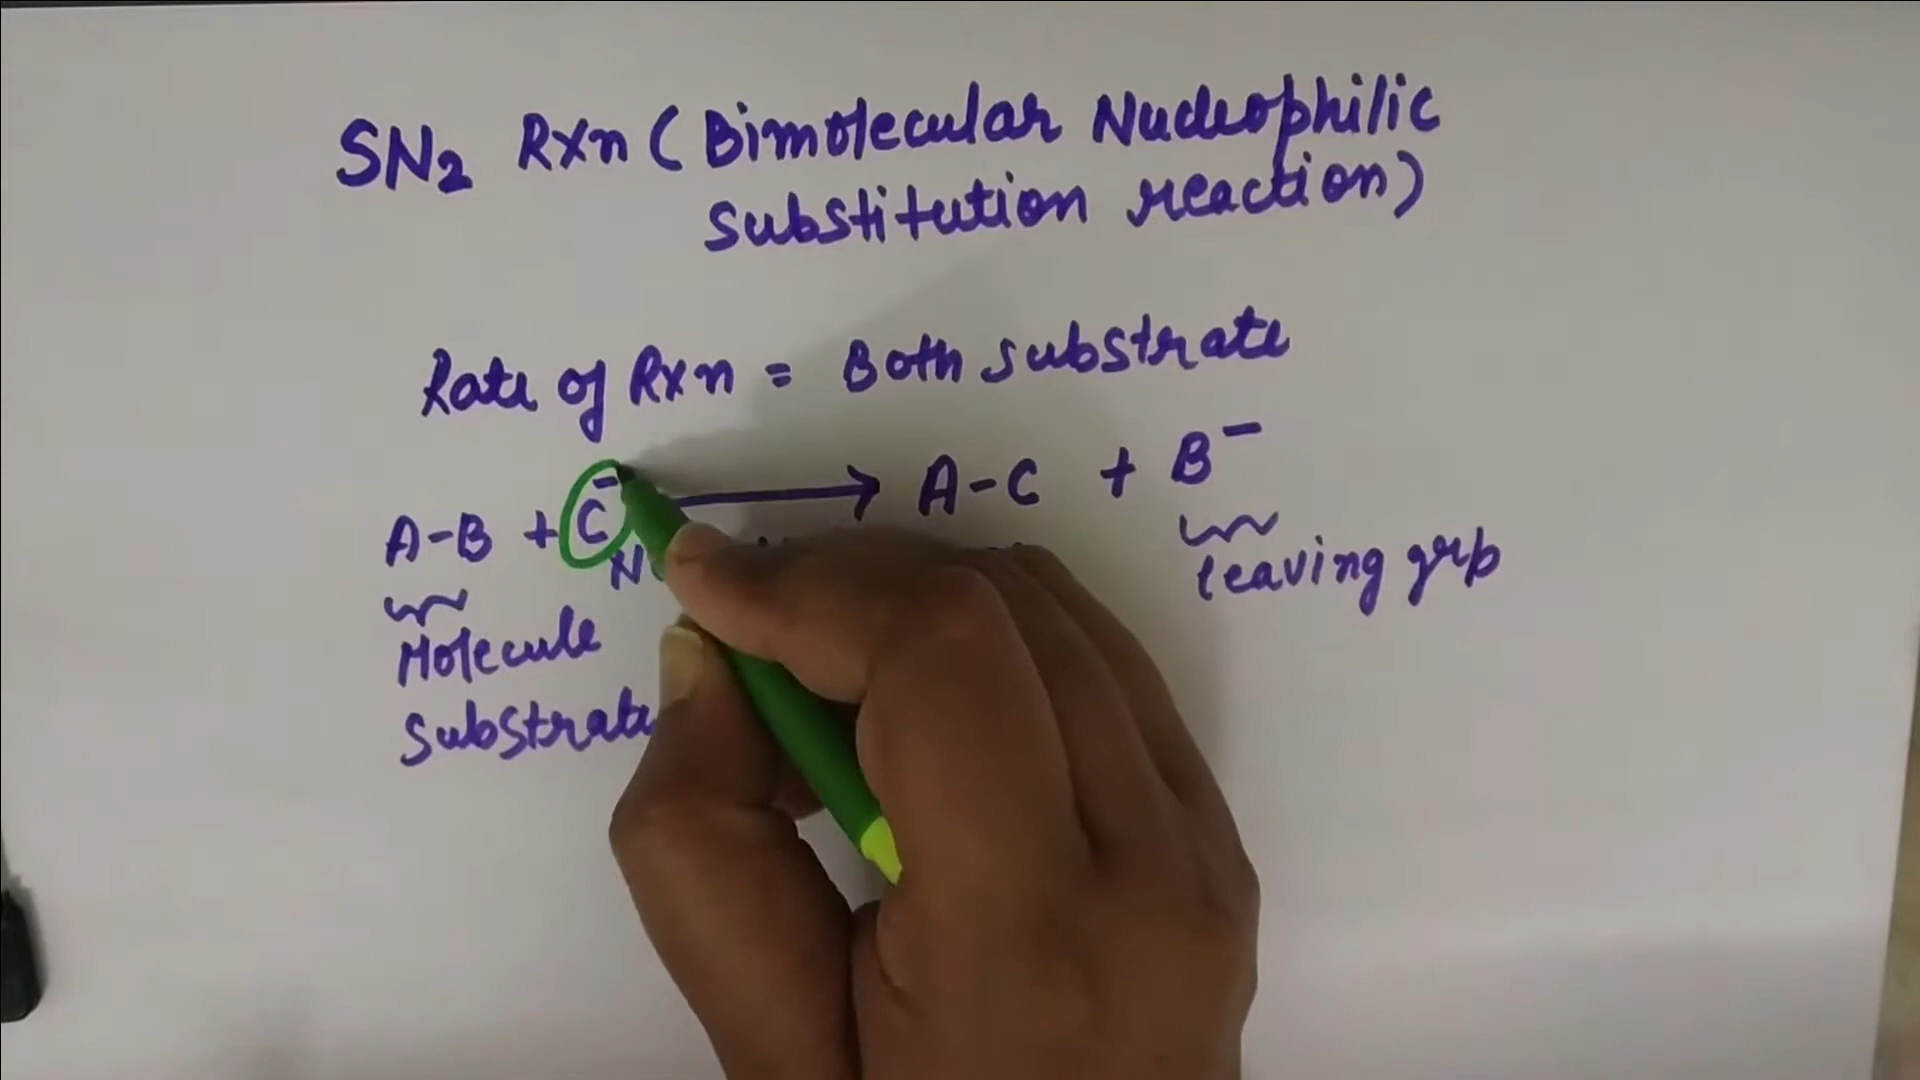 SN2 Rxn (Bimolecular Nucleophilic
substitution reaction)
Rate of Rxn = Both substrate
A-B + C⁻ → A-C + B⁻
leaving grp
Molecule
substrate